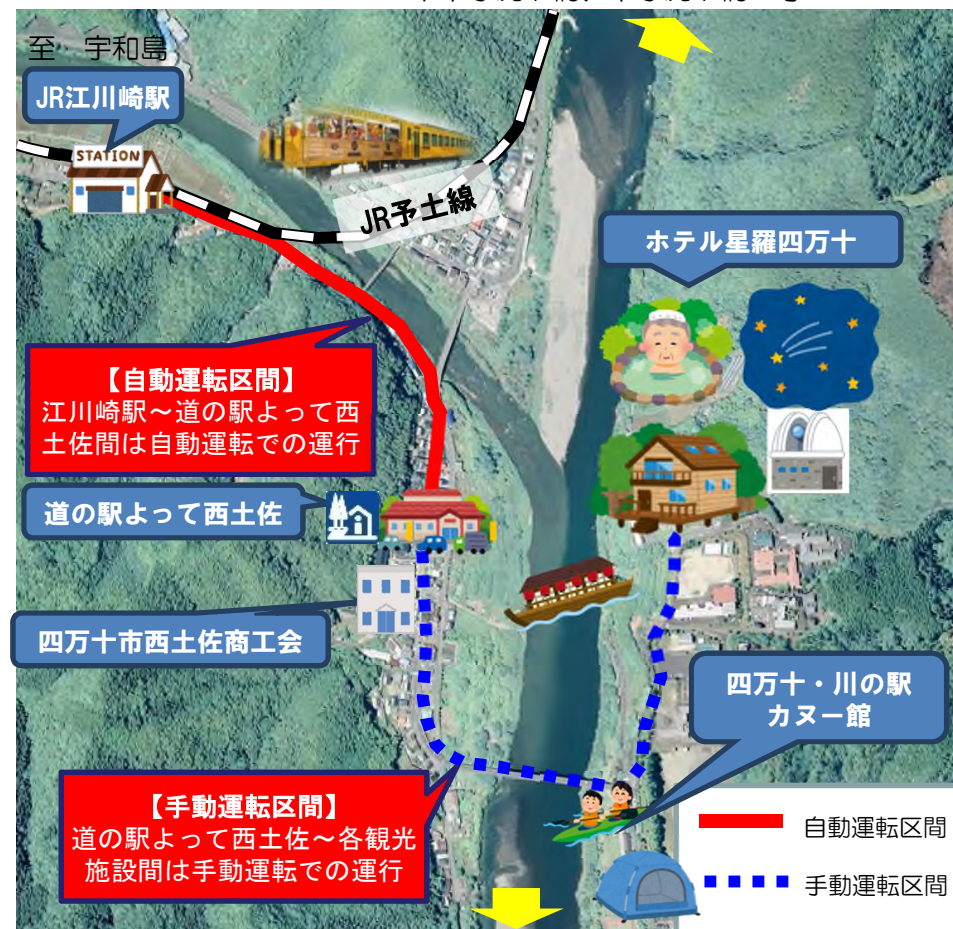 至 宇和島
JR江川崎駅
STATION
JR予土線
ホテル星羅四万十
【自動運転区間】
江川崎駅~道の駅よって西
土佐間は自動運転での運行
道の駅よって西土佐
四万十市西土佐商工会
四万十・川の駅
カヌー館
【手動運転区間】
道の駅よって西土佐~各観光
施設間は手動運転での運行
自動運転区間
手動運転区間